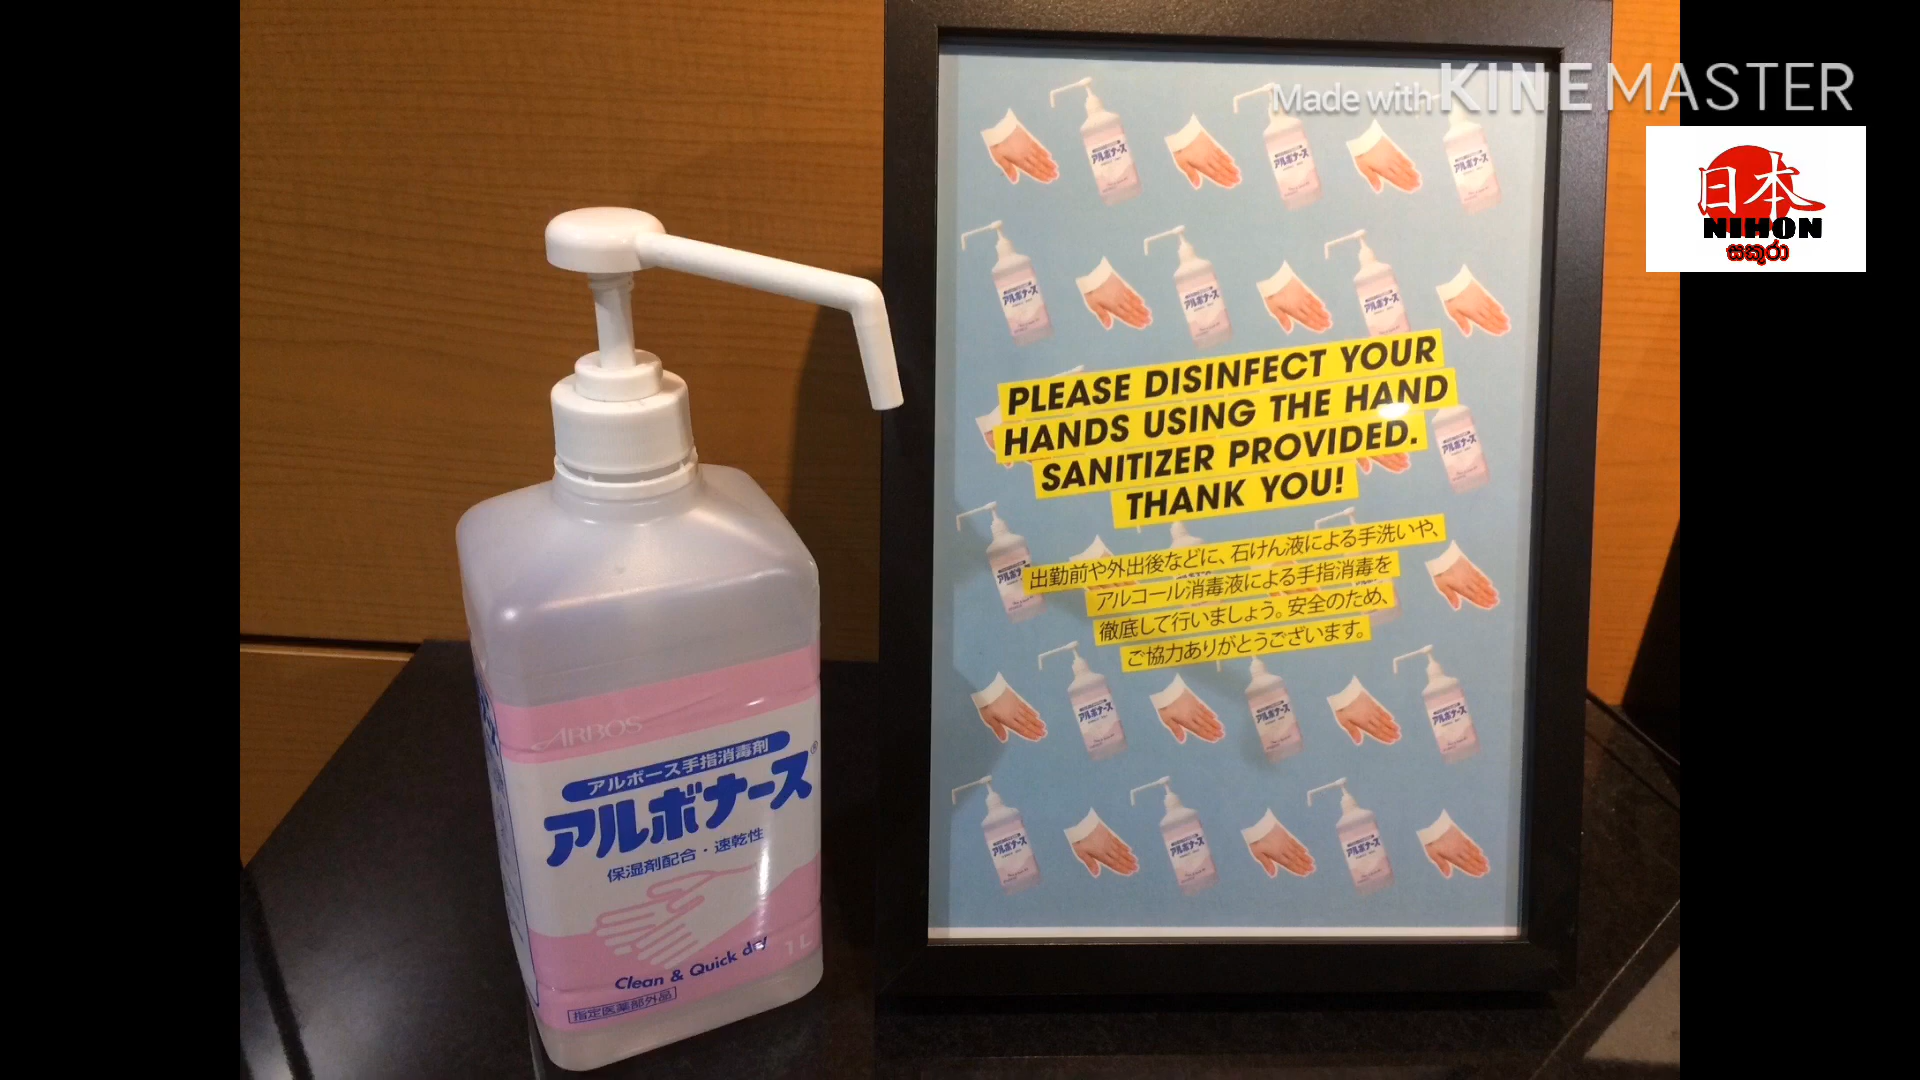 Made with KINEMASTER
日本
NIHON
සකුරා
PLEASE DISINFECT YOUR
HANDS USING THE HAND
SANITIZER PROVIDED.
THANK YOU!
出勤前や外出後などに、石けん液による手洗いや、
アルコール消毒液による手指消毒を
徹底して行いましょう。安全のため、
ご協力ありがとうございます。
ARBOS
アルボース手指消毒剤
アルボナース®
保湿剤配合・速乾性
Clean & Quick dry
1L
指定医薬部外品